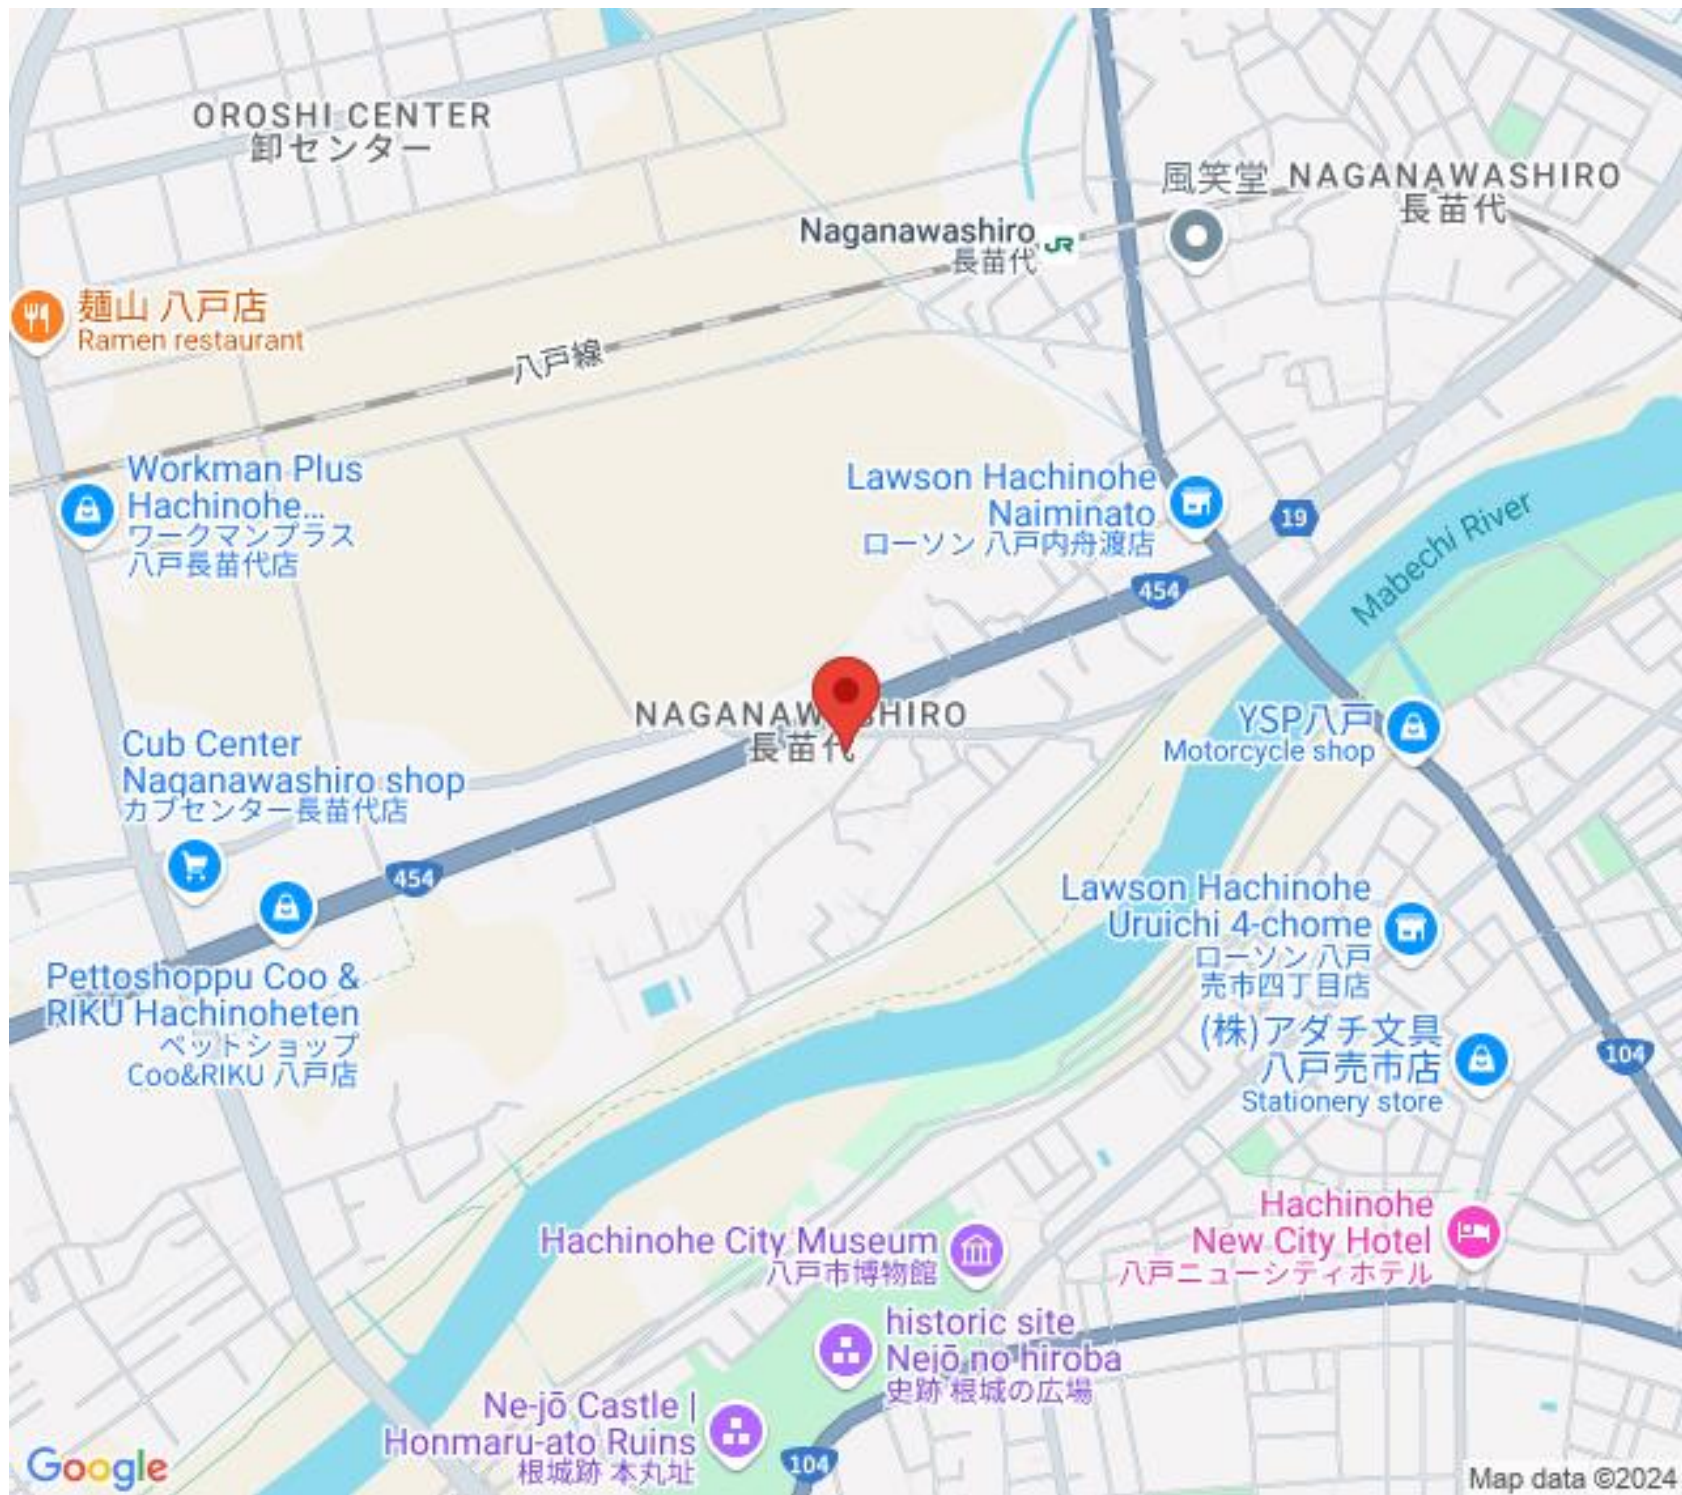 OROSHI CENTER
卸センター
風笑堂
NAGANAWASHIRO
長苗代
Naganawashiro
JR
長苗代
麺山 八戸店
Ramen restaurant
八戸線
Workman Plus
Hachinohe...
ワークマンプラス
八戸長苗代店
Lawson Hachinohe
Naiminato
ローソン 八戸内舟渡店
19
Mabechi River
454
NAGANAWASHIRO
長苗代
YSP八戸
Motorcycle shop
Cub Center
Naganawashiro shop
カブセンター長苗代店
454
Lawson Hachinohe
Uruichi 4-chome
ローソン 八戸
売市四丁目店
Pettoshoppu Coo &
RIKU Hachinoheten
ペットショップ
Coo&RIKU 八戸店
(株)アダチ文具
八戸売市店
Stationery store
104
Hachinohe
New City Hotel
八戸ニューシティホテル
Hachinohe City Museum
八戸市博物館
historic site
Nejō no hiroba
史跡 根城の広場
Ne-jō Castle |
Honmaru-ato Ruins
根城跡 本丸址
104
Google
Map data ©2024